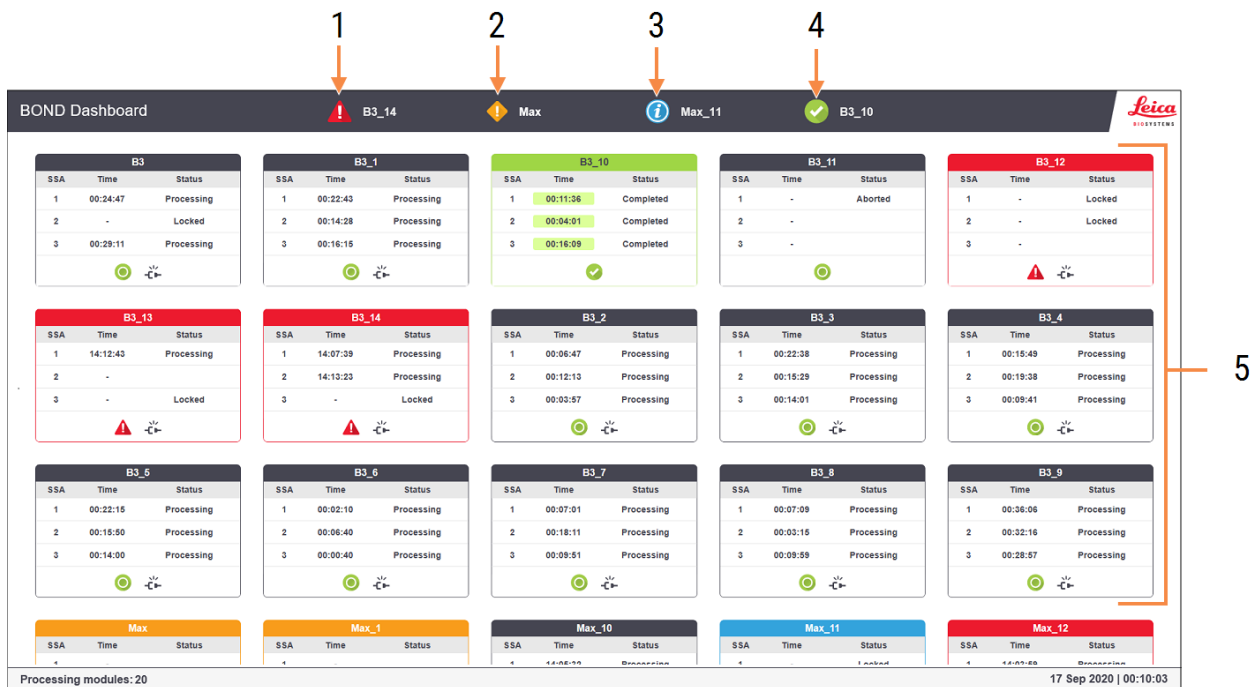 1 2 3 4
BOND Dashboard B3_14 Max Max_11 B3_10 Leica
BIOSYSTEMS
B3 B3_1 B3_10 B3_11 B3_12
SSA Time Status SSA Time Status SSA Time Status SSA Time Status SSA Time Status
1 00:24:47 Processing 1 00:22:43 Processing 1 00:11:36 Completed 1 - Aborted 1 - Locked
2 - Locked 2 00:14:28 Processing 2 00:04:01 Completed 2 - 2 - Locked
3 00:29:11 Processing 3 00:16:15 Processing 3 00:16:09 Completed 3 - 3 -
B3_13 B3_14 B3_2 B3_3 B3_4
SSA Time Status SSA Time Status SSA Time Status SSA Time Status SSA Time Status
1 14:12:43 Processing 1 14:07:39 Processing 1 00:06:47 Processing 1 00:22:38 Processing 1 00:15:49 Processing
5
2 - 2 14:13:23 Processing 2 00:12:13 Processing 2 00:15:29 Processing 2 00:19:38 Processing
3 - Locked 3 - Locked 3 00:03:57 Processing 3 00:14:01 Processing 3 00:09:41 Processing
B3_5 B3_6 B3_7 B3_8 B3_9
SSA Time Status SSA Time Status SSA Time Status SSA Time Status SSA Time Status
1 00:22:15 Processing 1 00:02:10 Processing 1 00:07:01 Processing 1 00:07:09 Processing 1 00:36:06 Processing
2 00:15:50 Processing 2 00:06:40 Processing 2 00:18:11 Processing 2 00:03:15 Processing 2 00:32:16 Processing
3 00:14:00 Processing 3 00:00:40 Processing 3 00:09:51 Processing 3 00:09:59 Processing 3 00:28:57 Processing
Max Max_1 Max_10 Max_11 Max_12
SSA Time Status SSA Time Status SSA Time Status SSA Time Status SSA Time Status
1 - 1 - 1 14:05:32 Processing 1 - Locked 1 14:02:59 Processing
Processing modules: 20 17 Sep 2020 | 00:10:03